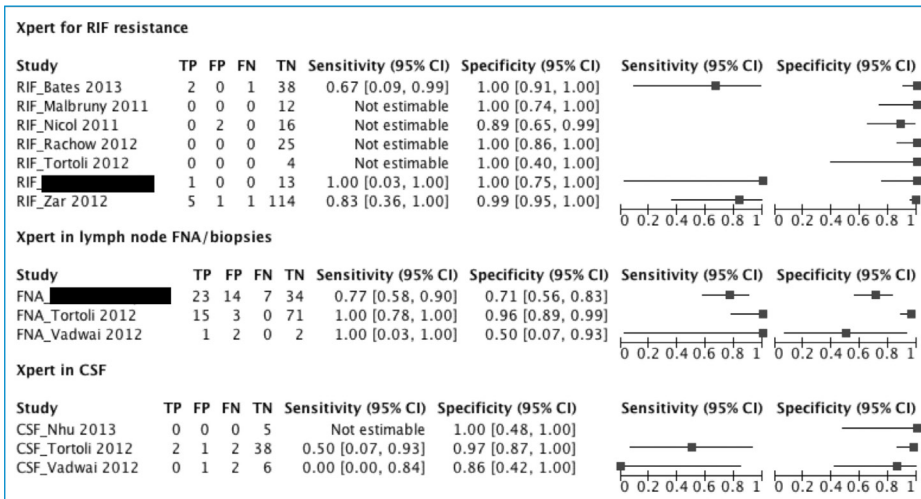 Xpert for RIF resistance
Study TP FP FN TN Sensitivity (95% CI) Specificity (95% CI) Sensitivity (95% CI) Specificity (95% CI)
RIF_Bates 2013 2 0 1 38 0.67 [0.09, 0.99] 1.00 [0.91, 1.00]
RIF_Malbruny 2011 0 0 0 12 Not estimable 1.00 [0.74, 1.00]
RIF_Nicol 2011 0 2 0 16 Not estimable 0.89 [0.65, 0.99]
RIF_Rachow 2012 0 0 0 25 Not estimable 1.00 [0.86, 1.00]
RIF_Tortoli 2012 0 0 0 4 Not estimable 1.00 [0.40, 1.00]
RIF_ 1 0 0 13 1.00 [0.03, 1.00] 1.00 [0.75, 1.00]
RIF_Zar 2012 5 1 1 114 0.83 [0.36, 1.00] 0.99 [0.95, 1.00]
0 0.2 0.4 0.6 0.8 1 0 0.2 0.4 0.6 0.8 1
Xpert in lymph node FNA/biopsies
Study TP FP FN TN Sensitivity (95% CI) Specificity (95% CI) Sensitivity (95% CI) Specificity (95% CI)
FNA_ 23 14 7 34 0.77 [0.58, 0.90] 0.71 [0.56, 0.83]
FNA_Tortoli 2012 15 3 0 71 1.00 [0.78, 1.00] 0.96 [0.89, 0.99]
FNA_Vadwai 2012 1 2 0 2 1.00 [0.03, 1.00] 0.50 [0.07, 0.93]
0 0.2 0.4 0.6 0.8 1 0 0.2 0.4 0.6 0.8 1
Xpert in CSF
Study TP FP FN TN Sensitivity (95% CI) Specificity (95% CI) Sensitivity (95% CI) Specificity (95% CI)
CSF_Nhu 2013 0 0 0 5 Not estimable 1.00 [0.48, 1.00]
CSF_Tortoli 2012 2 1 2 38 0.50 [0.07, 0.93] 0.97 [0.87, 1.00]
CSF_Vadwai 2012 0 1 2 6 0.00 [0.00, 0.84] 0.86 [0.42, 1.00]
0 0.2 0.4 0.6 0.8 1 0 0.2 0.4 0.6 0.8 1